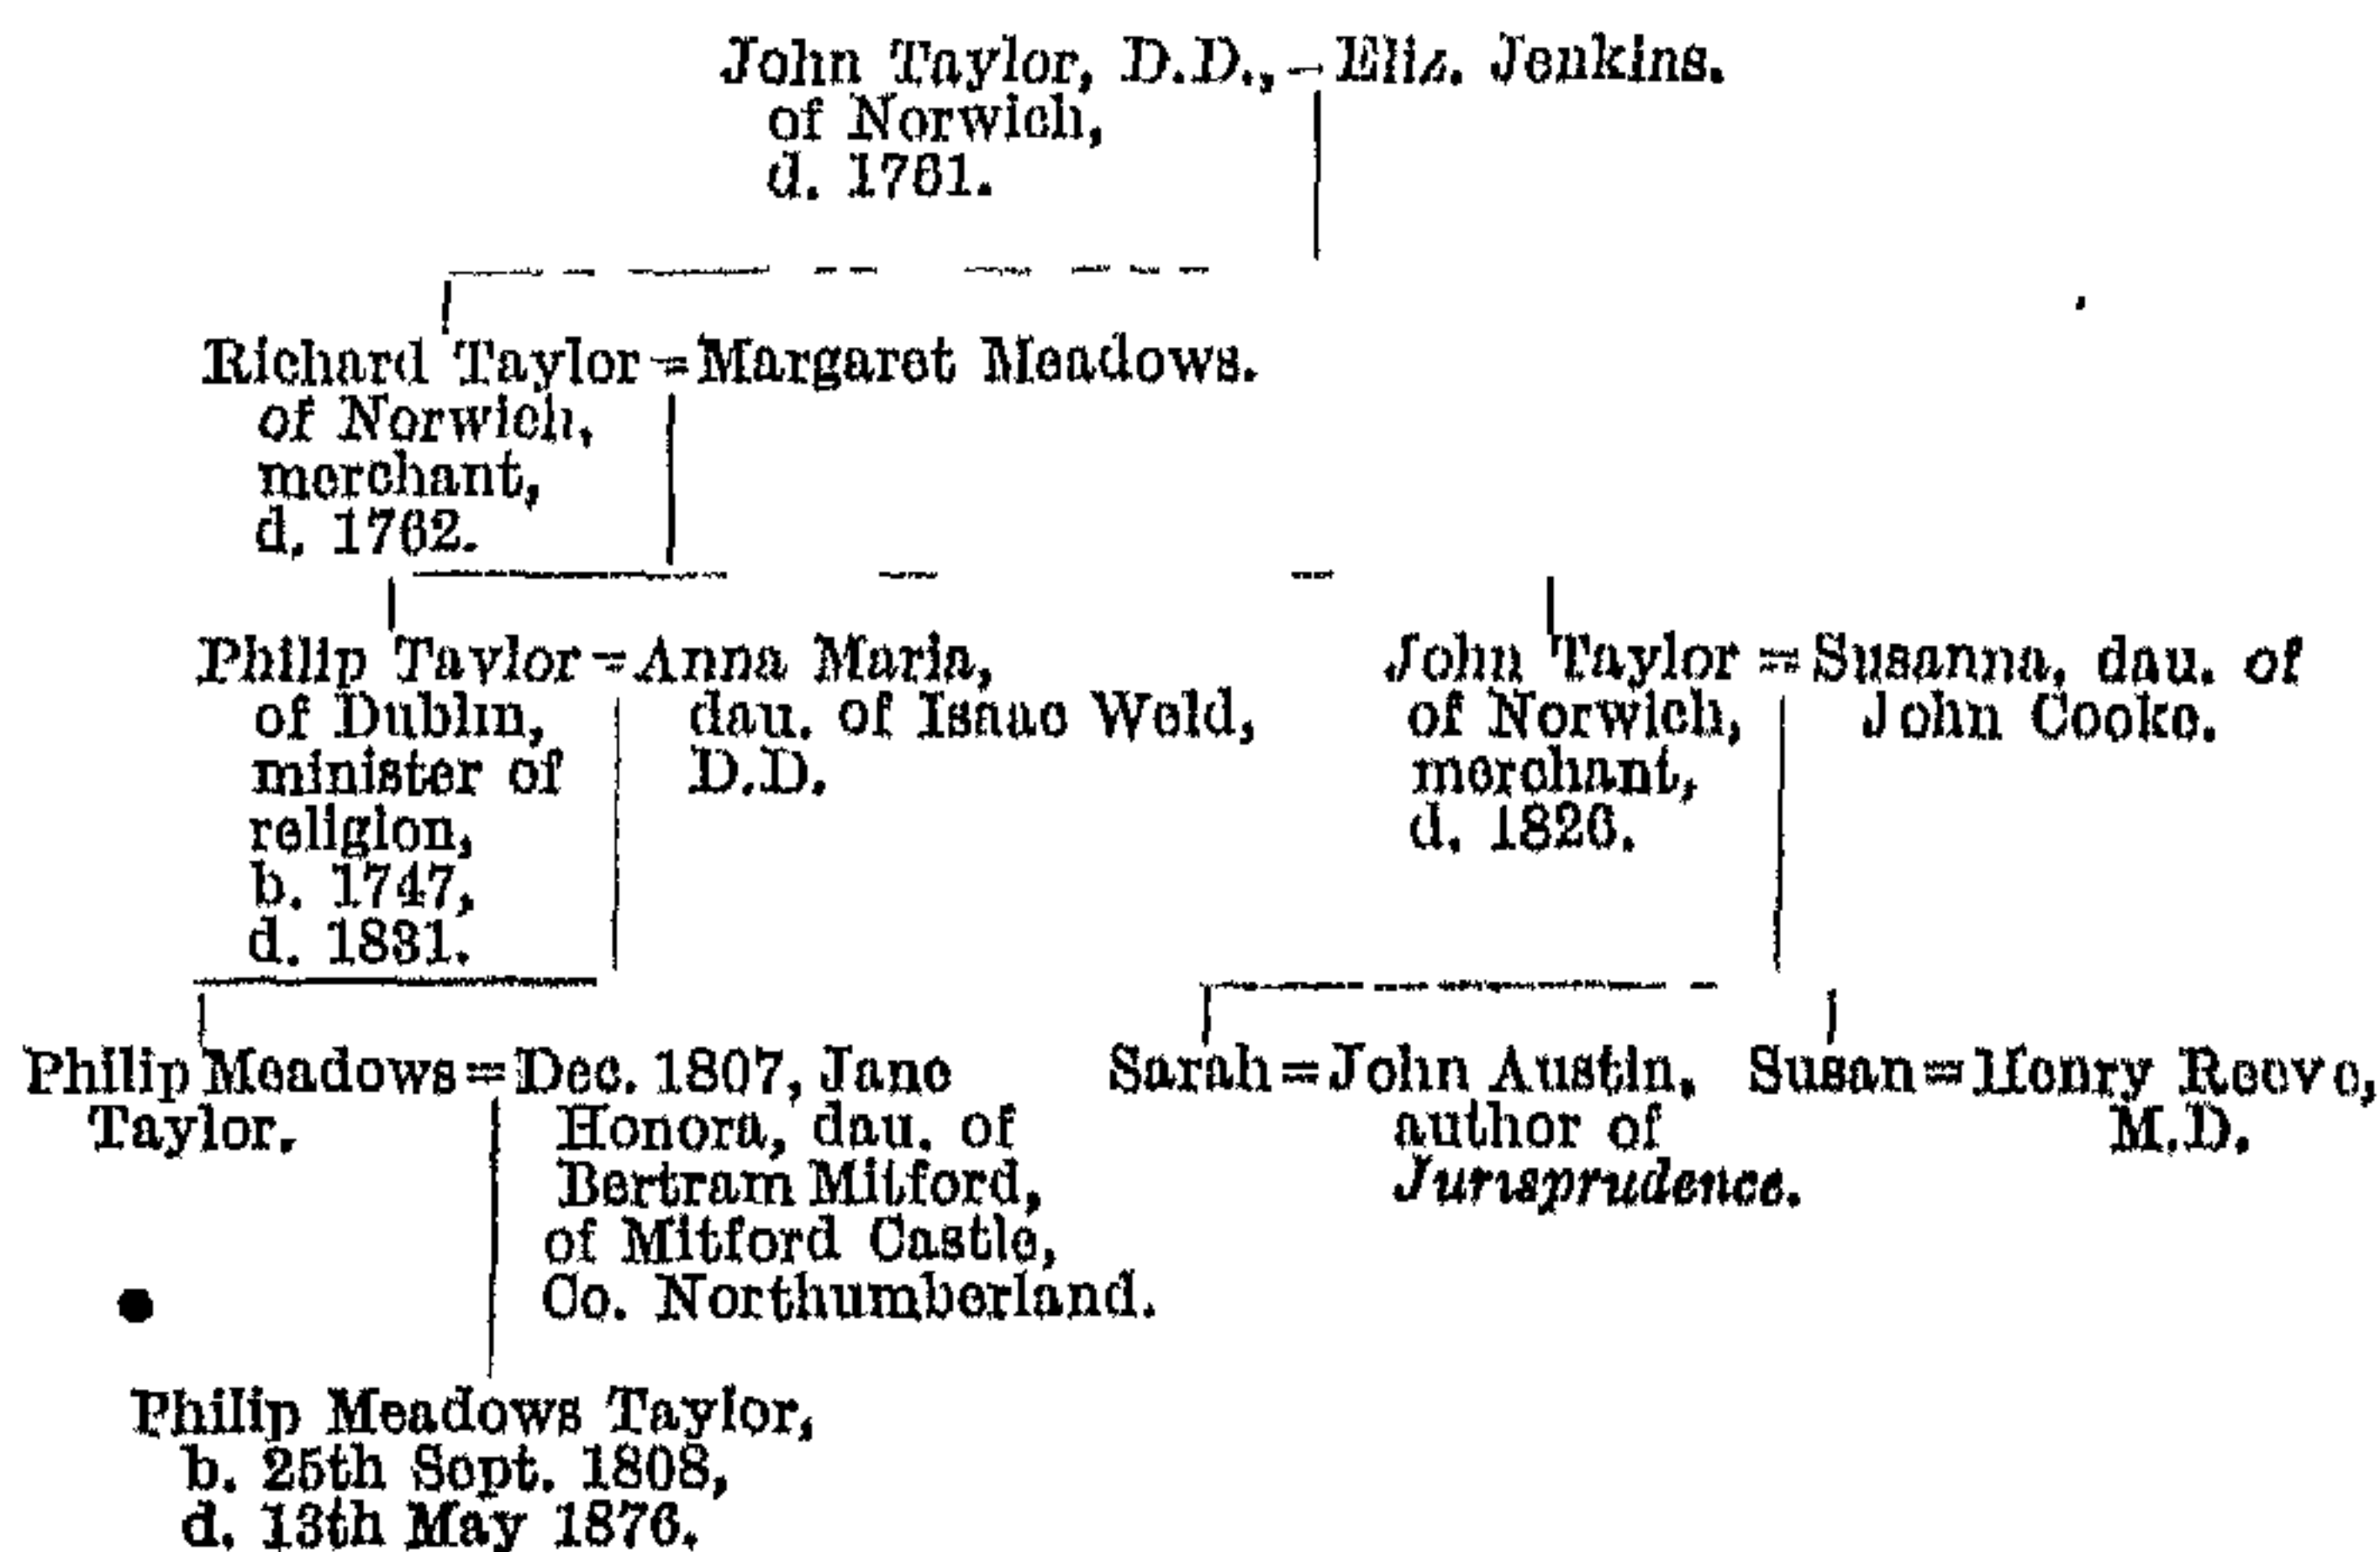 John Taylor, D.D., = Eliz. Jenkins.
of Norwich,
d. 1761.
Richard Taylor = Margaret Meadows.
of Norwich,
merchant,
d. 1762.
Philip Taylor = Anna Maria,
of Dublin,
minister of
religion,
b. 1747,
d. 1831.
dau. of Isaac Weld,
D.D.
John Taylor = Susanna, dau. of
John Cooke.
of Norwich,
merchant,
d. 1826.
Philip Meadows = Dec. 1807, Jane
Taylor.
Honora, dau. of
Bertram Mitford,
of Mitford Castle,
Co. Northumberland.
Sarah = John Austin,
author of
Jurisprudence.
Susan = Henry Reeve,
M.D.
Philip Meadows Taylor,
b. 25th Sept. 1808,
d. 13th May 1876.